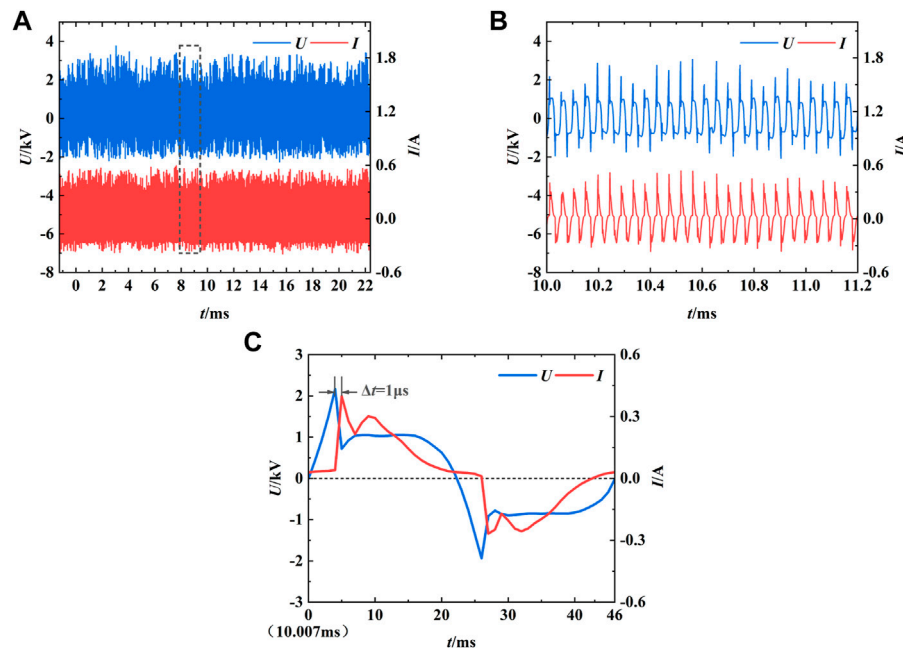 A
B
U I
U I
4
2
0
-2
-4
-6
-8
U/kV
1.8
1.2
0.6
0.0
-0.6
I/A
0 2 4 6 8 10 12 14 16 18 20 22
t/ms
4
2
0
-2
-4
-6
-8
U/kV
1.8
1.2
0.6
0.0
-0.6
I/A
10.0 10.2 10.4 10.6 10.8 11.0 11.2
t/ms
C
U I
Δt=1μs
3
2
1
0
-1
-2
-3
U/kV
0.6
0.3
0.0
-0.3
-0.6
I/A
0 10 20 30 40 46
（10.007ms）
t/ms